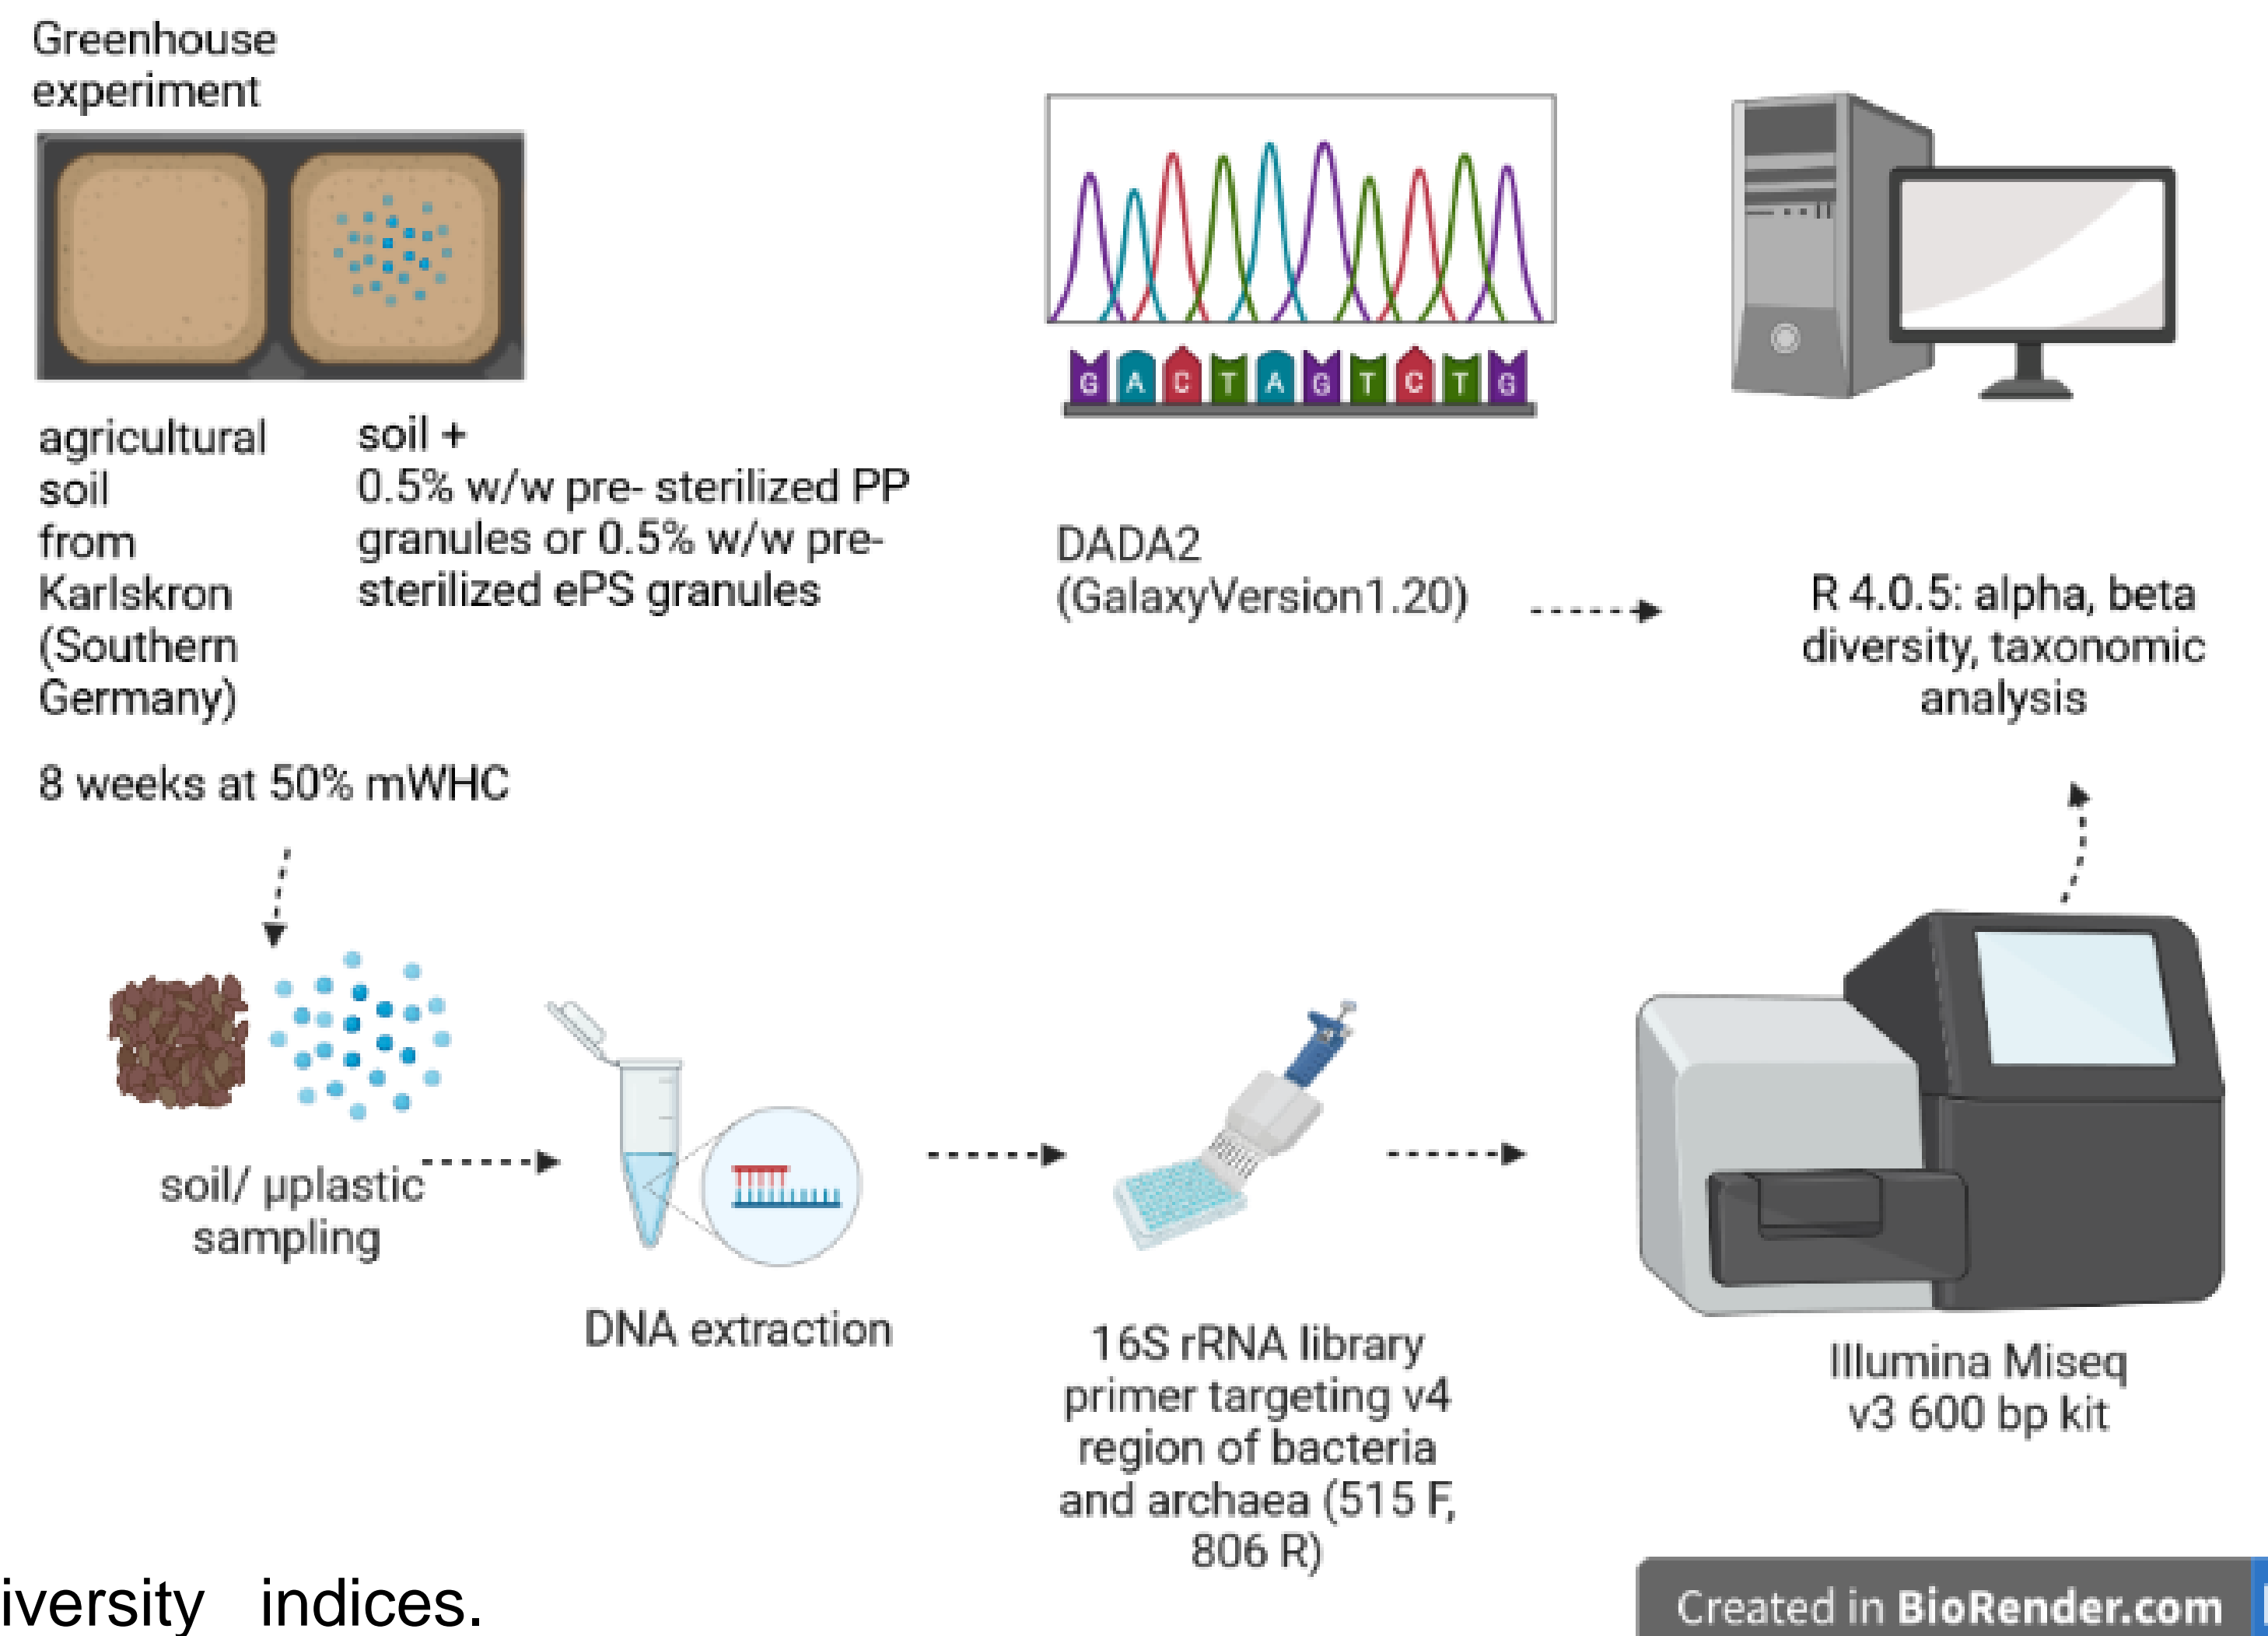 Greenhouse
experiment
agricultural
soil
from
Karlskron
(Southern
Germany)
soil +
0.5% w/w pre- sterilized PP
granules or 0.5% w/w pre-
sterilized ePS granules
8 weeks at 50% mWHC
G A C T A G T C T G
DADA2
(GalaxyVersion1.20)
R 4.0.5: alpha, beta
diversity, taxonomic
analysis
soil/ µplastic
sampling
DNA extraction
16S rRNA library
primer targeting v4
region of bacteria
and archaea (515 F,
806 R)
Illumina Miseq
v3 600 bp kit
iversity indices.
Created in BioRender.com